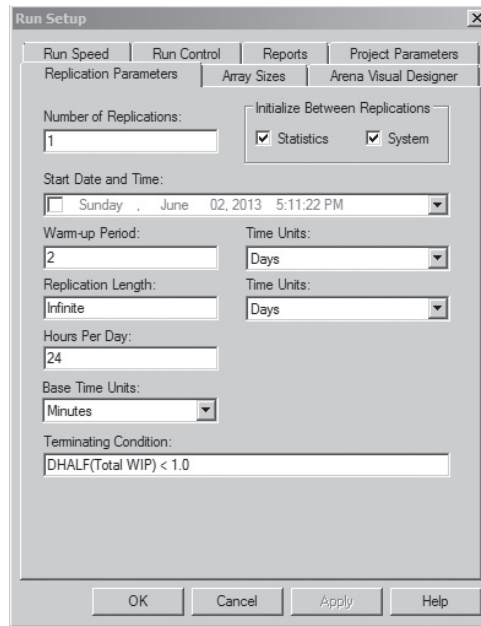 Run Setup
Run Speed Run Control Reports Project Parameters
Replication Parameters Array Sizes Arena Visual Designer
Number of Replications:
1
Initialize Between Replications
Statistics System
Start Date and Time:
Sunday , June 02, 2013 5:11:22 PM
Warm-up Period: Time Units:
2 Days
Replication Length: Time Units:
Infinite Days
Hours Per Day:
24
Base Time Units:
Minutes
Terminating Condition:
DHALF(Total WIP) < 1.0
OK Cancel Apply Help